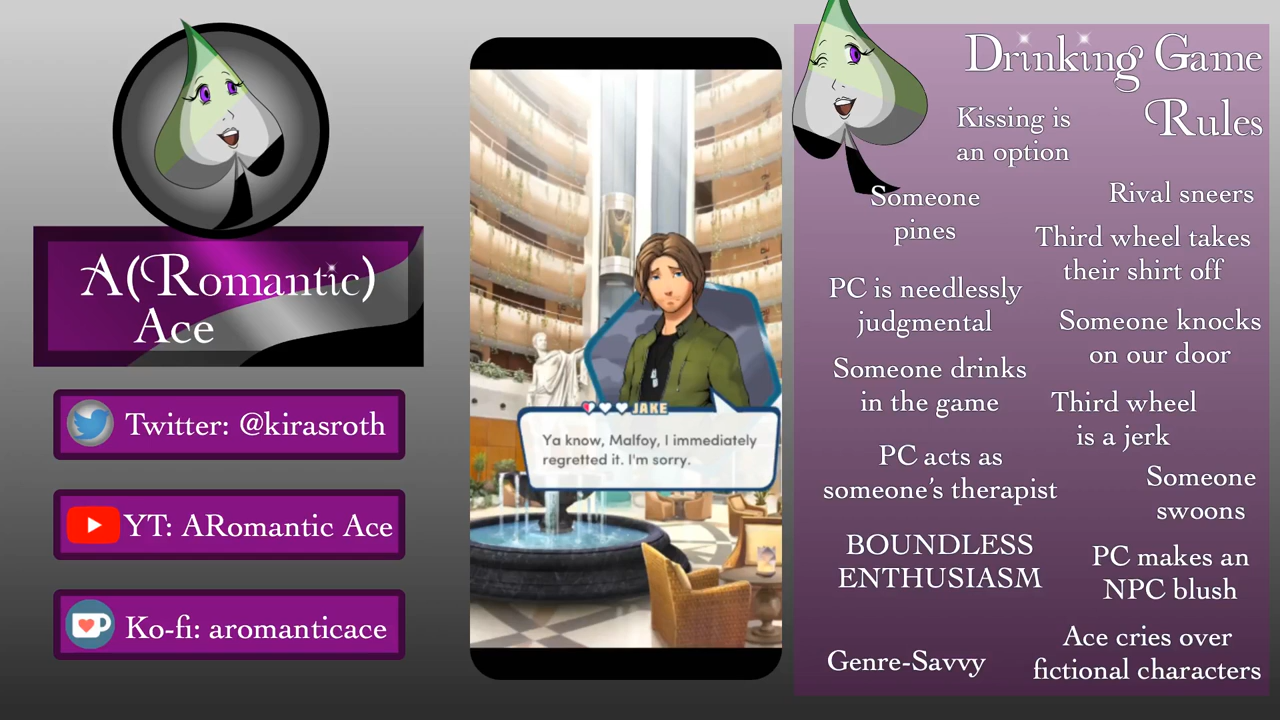 A(Romantic)
Ace
Twitter: @kirasroth
YT: ARomantic Ace
Ko-fi: aromanticace
JAKE
Ya know, Malfoy, I immediately
regretted it. I'm sorry.
Drinking Game
Rules
Kissing is
an option
Someone
pines
Rival sneers
Third wheel takes
their shirt off
PC is needlessly
judgmental
Someone knocks
on our door
Someone drinks
in the game
Third wheel
is a jerk
PC acts as
someone's therapist
Someone
swoons
BOUNDLESS
ENTHUSIASM
PC makes an
NPC blush
Genre-Savvy
Ace cries over
fictional characters